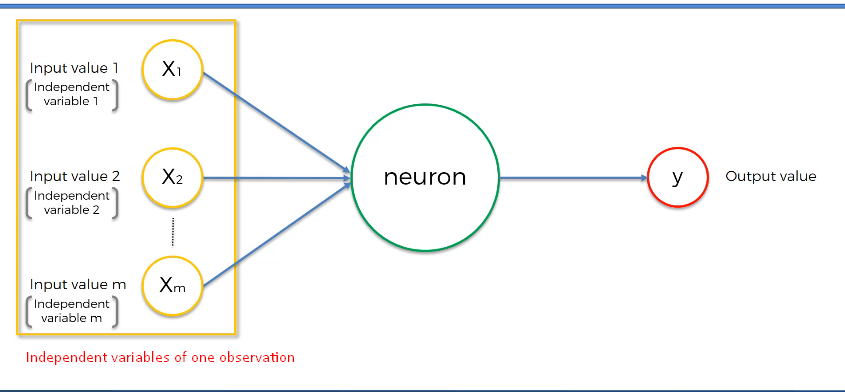 Input value 1
Independent
variable 1
X1
Input value 2
Independent
variable 2
X2
neuron
y
Output value
Input value m
Independent
variable m
Xm
Independent variables of one observation